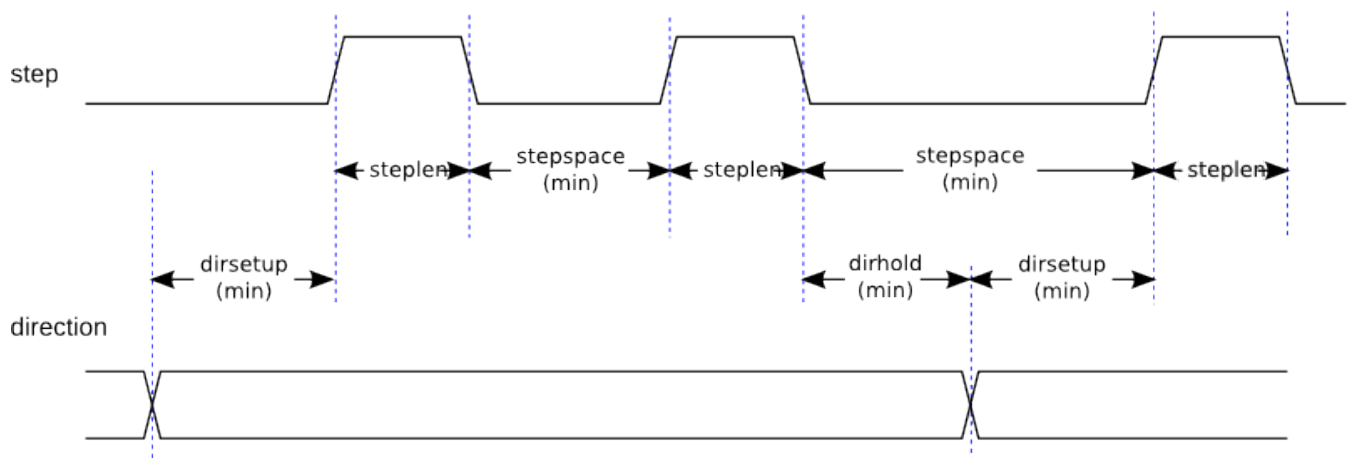 step
steplen
stepspace
(min)
steplen
stepspace
(min)
steplen
dirsetup
(min)
dirhold
(min)
dirsetup
(min)
direction